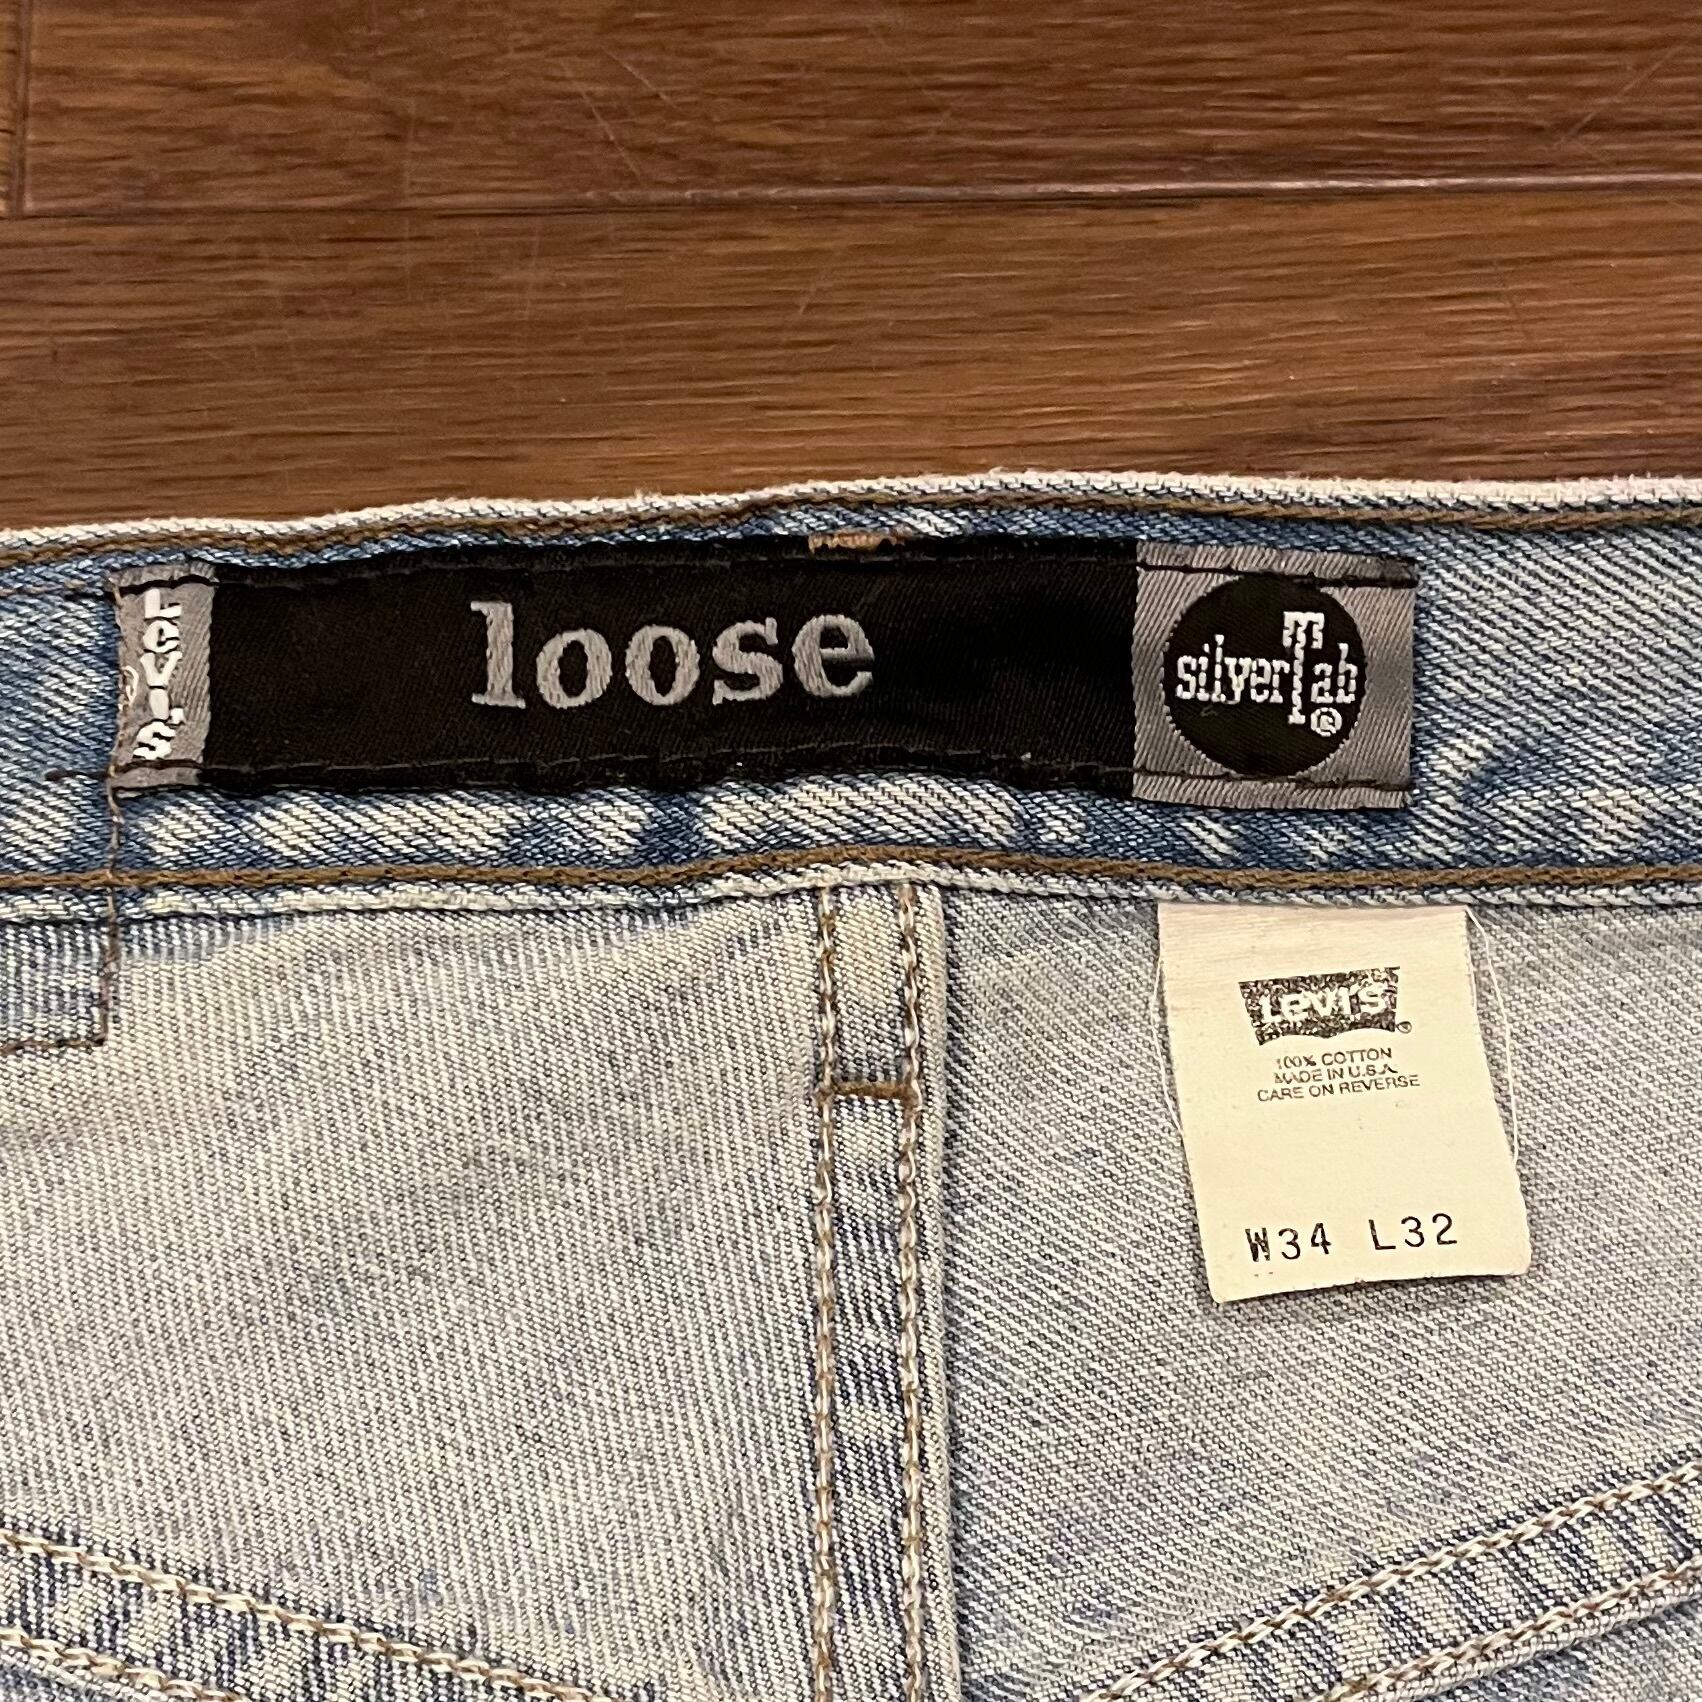 Levi's
loose
silverTab®
Levi's®
100% COTTON
MADE IN U.S.A.
CARE ON REVERSE
W34 L32